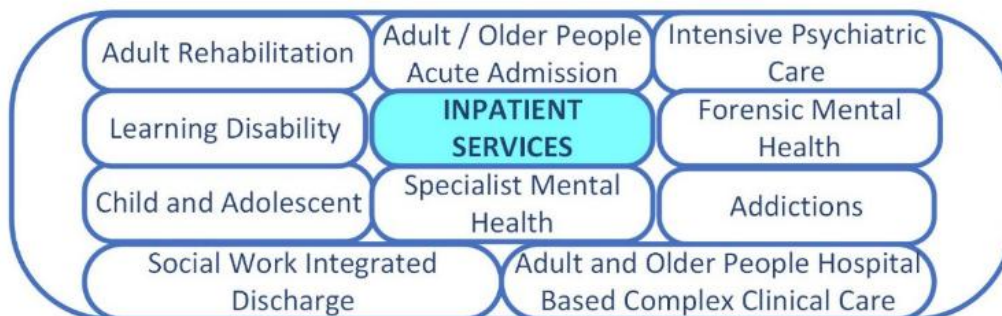 Adult Rehabilitation
Adult / Older People
Acute Admission
Intensive Psychiatric
Care
Learning Disability
INPATIENT
SERVICES
Forensic Mental
Health
Child and Adolescent
Specialist Mental
Health
Addictions
Social Work Integrated
Discharge
Adult and Older People Hospital
Based Complex Clinical Care